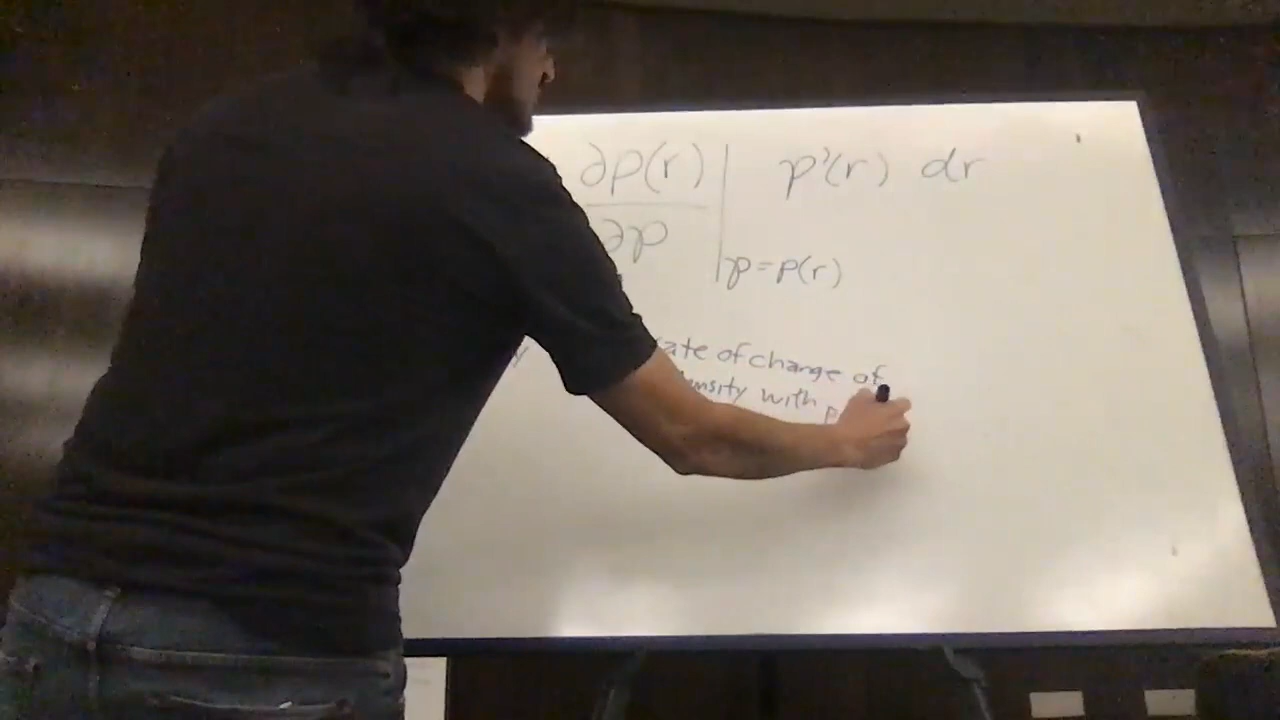 ∂ρ(r) | p'(r) dr
∂p | p=p(r)
ate of change of
nsity with p